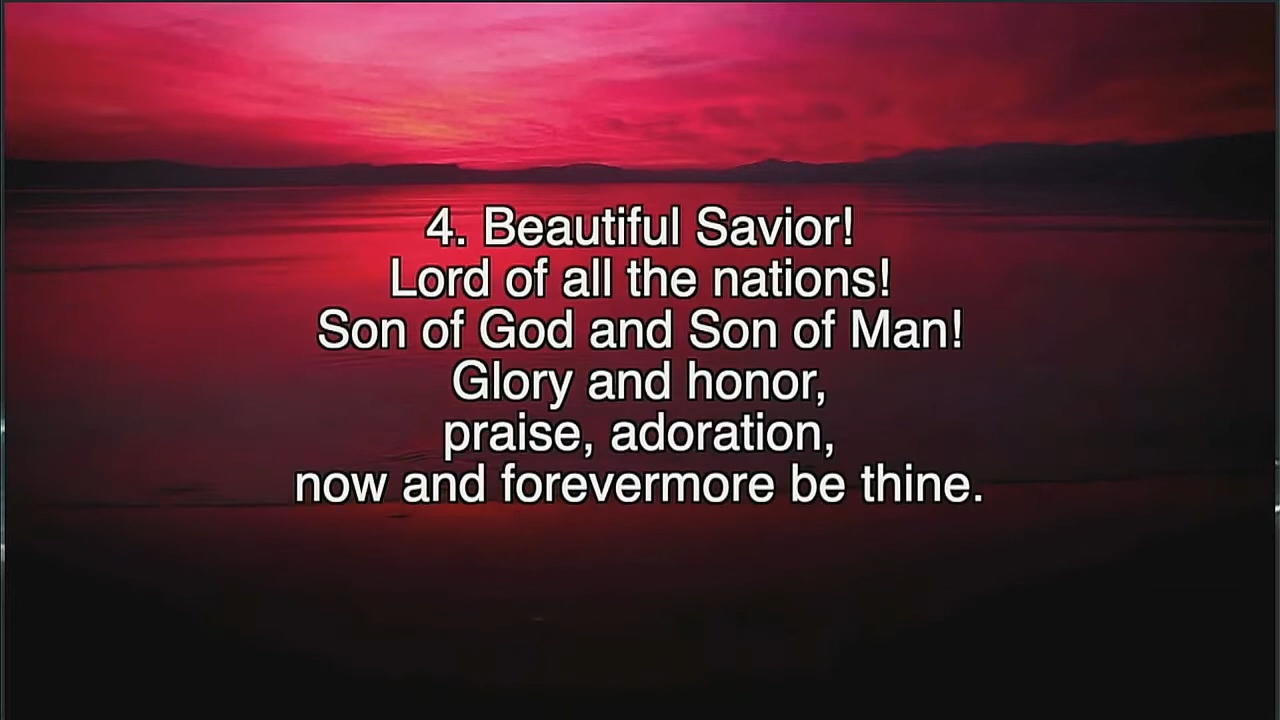 4. Beautiful Savior!
Lord of all the nations!
Son of God and Son of Man!
Glory and honor,
praise, adoration,
now and forevermore be thine.